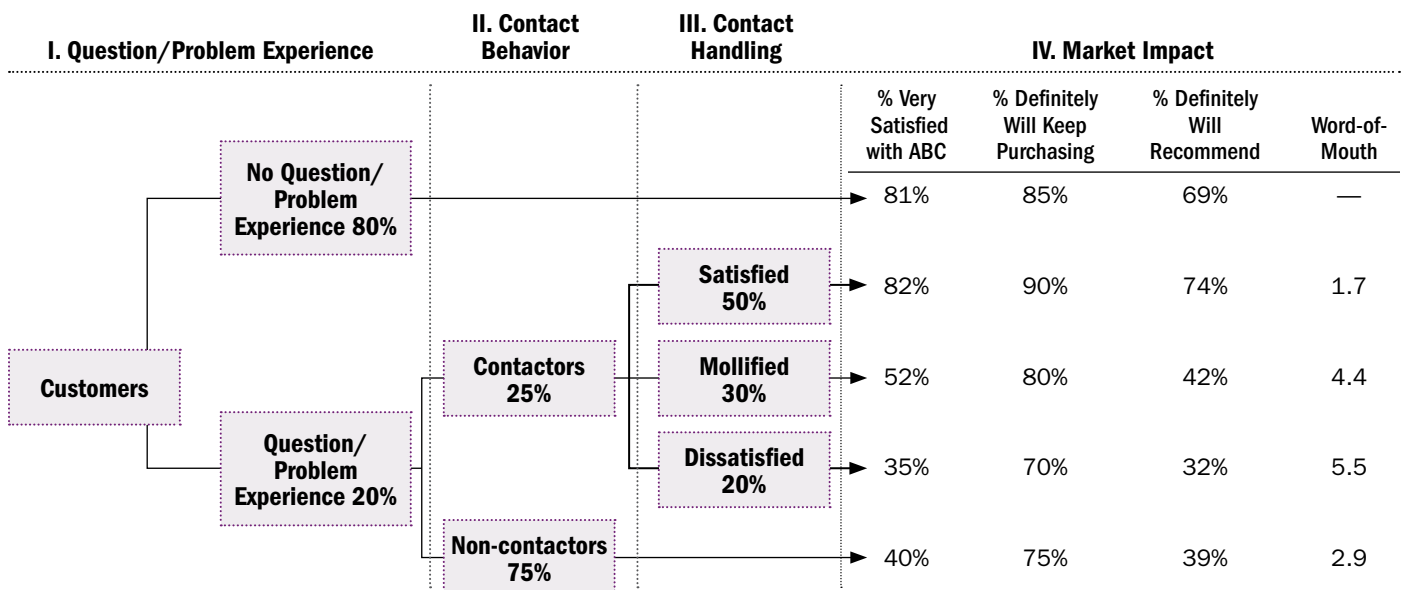 I. Question/Problem Experience
II. Contact
Behavior
III. Contact
Handling
IV. Market Impact
% Very
Satisfied
with ABC
% Definitely
Will Keep
Purchasing
% Definitely
Will
Recommend
Word-of-
Mouth
No Question/
Problem
Experience 80%
81% 85% 69% —
Satisfied
50%
82% 90% 74% 1.7
Customers
Contactors
25%
Mollified
30%
52% 80% 42% 4.4
Question/
Problem
Experience 20%
Dissatisfied
20%
35% 70% 32% 5.5
Non-contactors
75%
40% 75% 39% 2.9